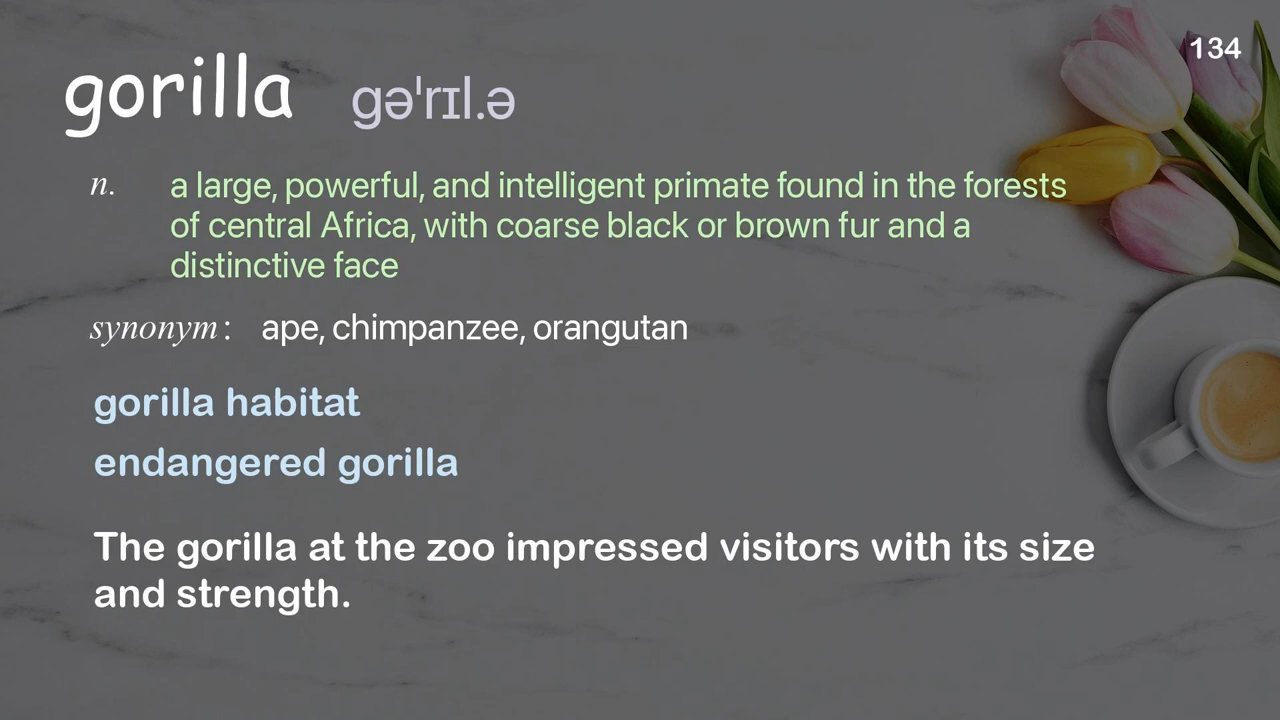 134
gorilla gəˈrɪl.ə
n. a large, powerful, and intelligent primate found in the forests
of central Africa, with coarse black or brown fur and a
distinctive face
synonym: ape, chimpanzee, orangutan
gorilla habitat
endangered gorilla
The gorilla at the zoo impressed visitors with its size
and strength.